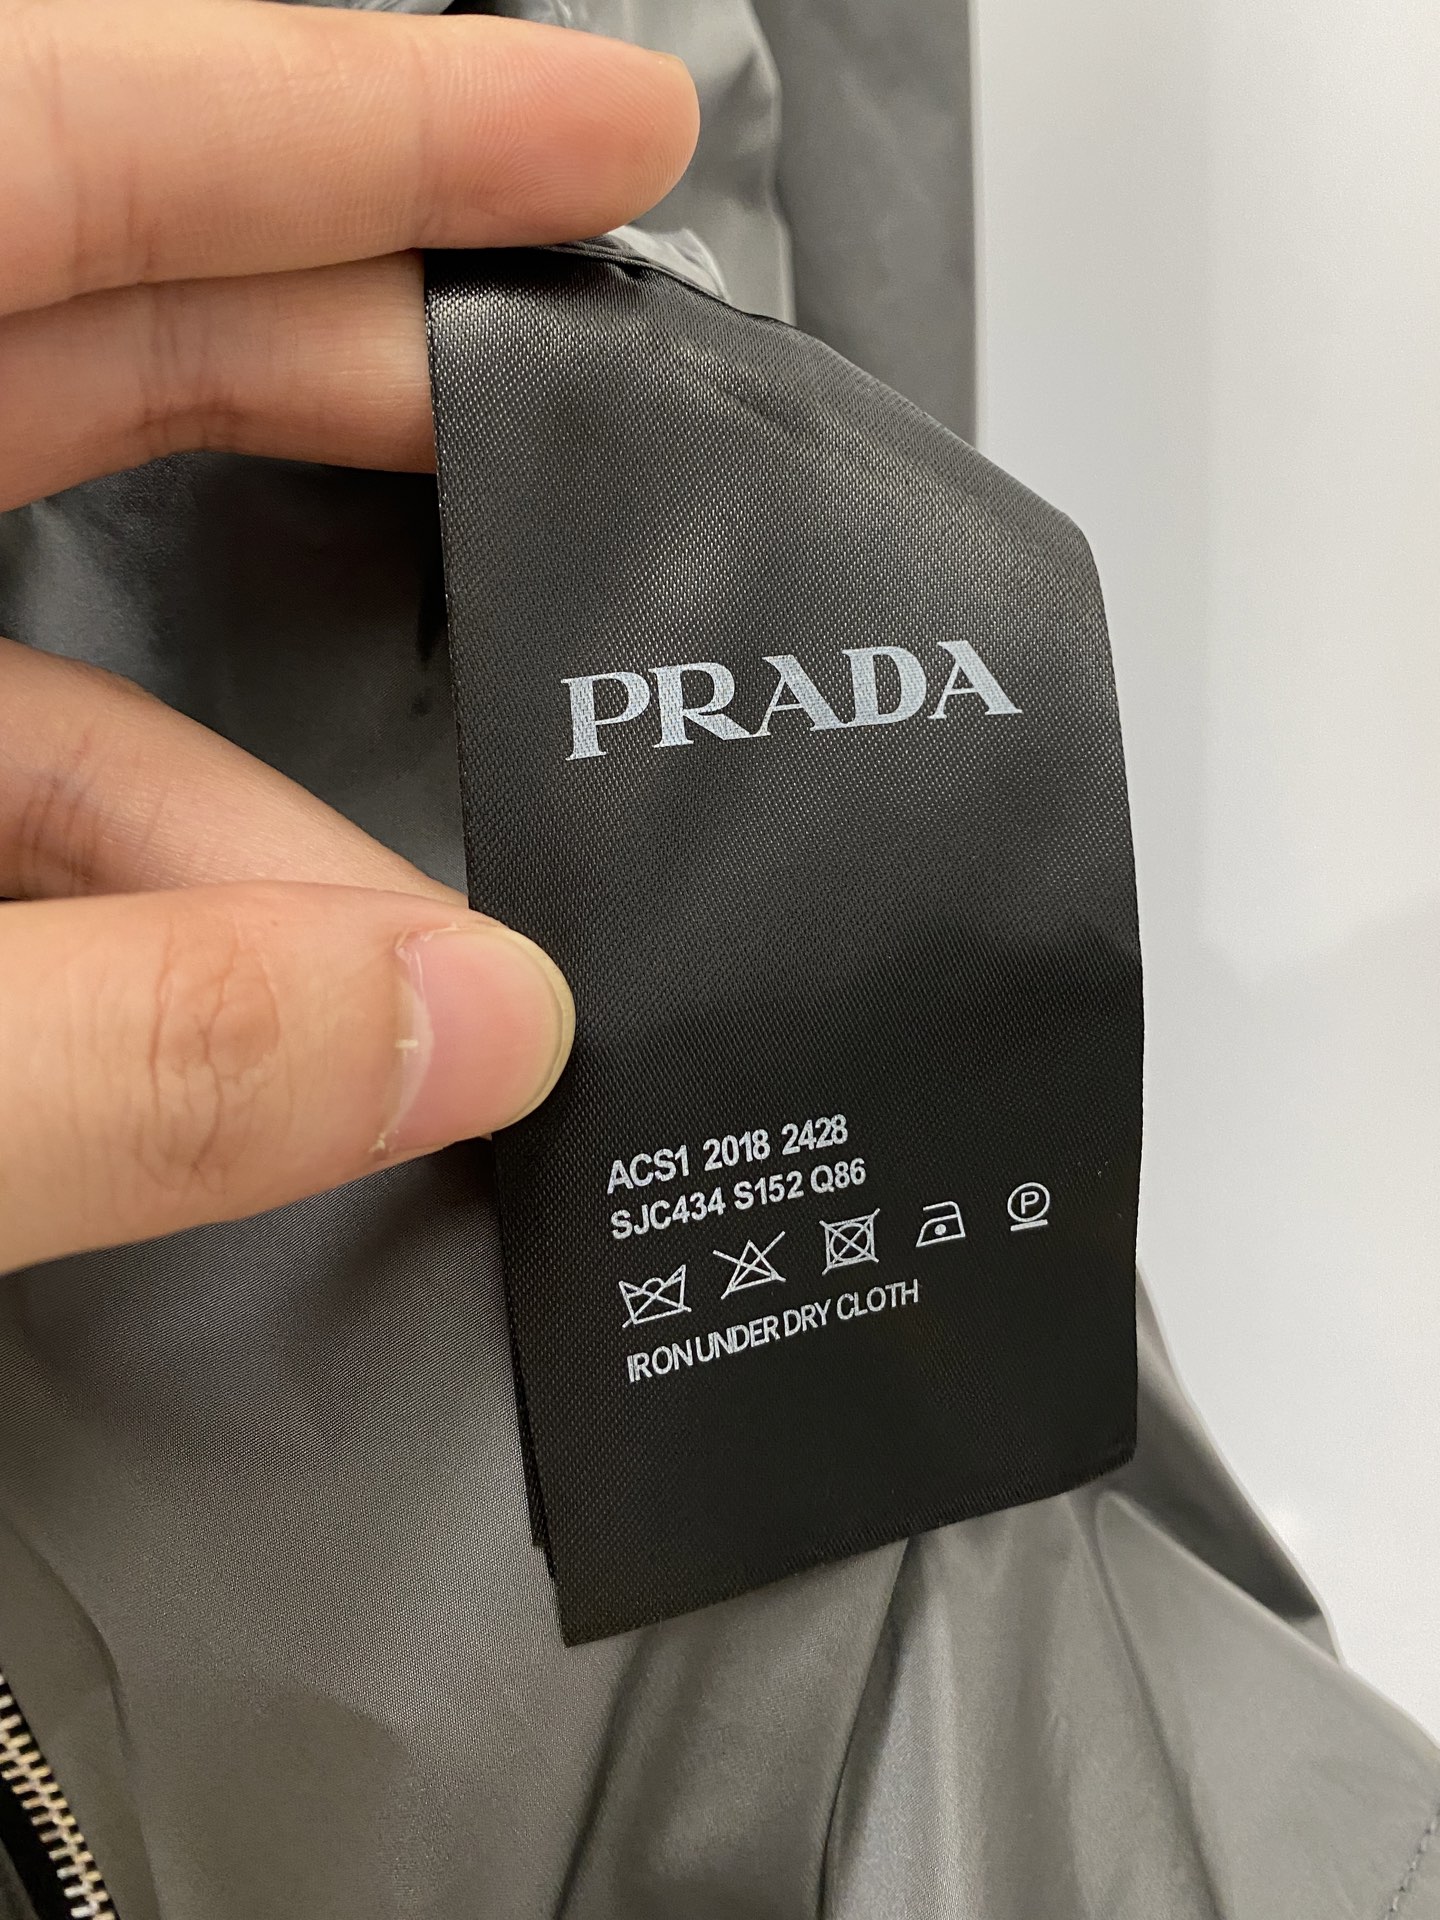 PRADA
ACS1 2018 2428
SJC434 S152 Q86
P
IRON UNDER DRY CLOTH